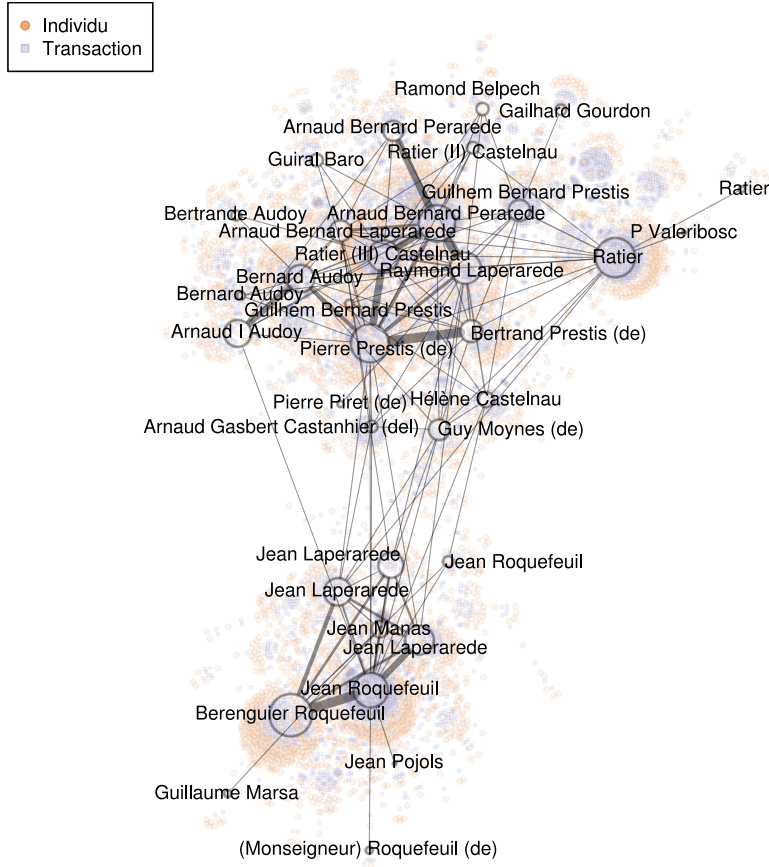 Individu
Transaction
Ramond Belpech
Gailhard Gourdon
Arnaud Bernard Perarede
Ratier (II) Castelnau
Guiral Baro
Ratier
Guilhem Bernard Prestis
Bertrande Audoy
Arnaud Bernard Perarede
Arnaud Bernard Laperarede
P Valeribosc
Ratier (III) Castelnau
Ratier
Raymond Laperarede
Bernard Audoy
Bernard Audoy
Guilhem Bernard Prestis
Arnaud I Audoy
Bertrand Prestis (de)
Pierre Prestis (de)
Pierre Piret (de)
Hélène Castelnau
Arnaud Gasbert Castanhier (del)
Guy Moynes (de)
Jean Laperarede
Jean Roquefeuil
Jean Laperarede
Jean Manas
Jean Laperarede
Jean Roquefeuil
Berenguier Roquefeuil
Jean Pojols
Guillaume Marsa
(Monseigneur) Roquefeuil (de)